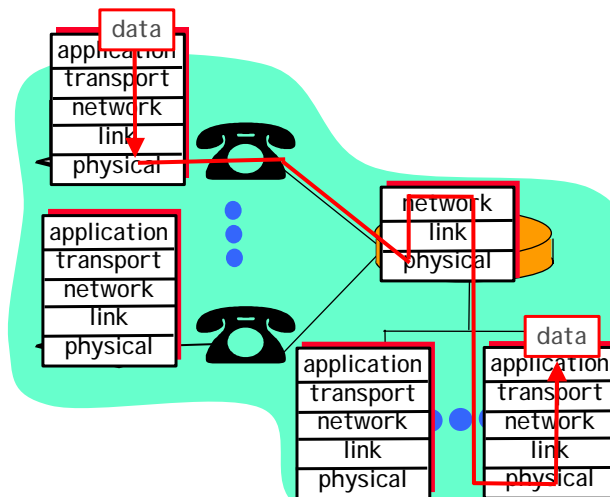 data
application
transport
network
link
physical
application
transport
network
link
physical
network
link
physical
application
transport
network
link
physical
data
application
transport
network
link
physical